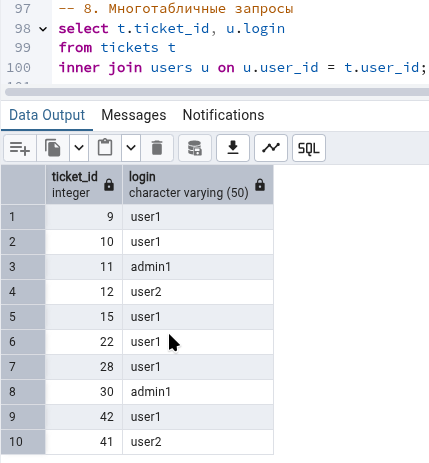 97 -- 8. Многотабличные запросы
98 select t.ticket_id, u.login
99 from tickets t
100 inner join users u on u.user_id = t.user_id;
Data Output Messages Notifications
SQL
ticket_id login
integer character varying (50)
1 9 user1
2 10 user1
3 11 admin1
4 12 user2
5 15 user1
6 22 user1
7 28 user1
8 30 admin1
9 42 user1
10 41 user2